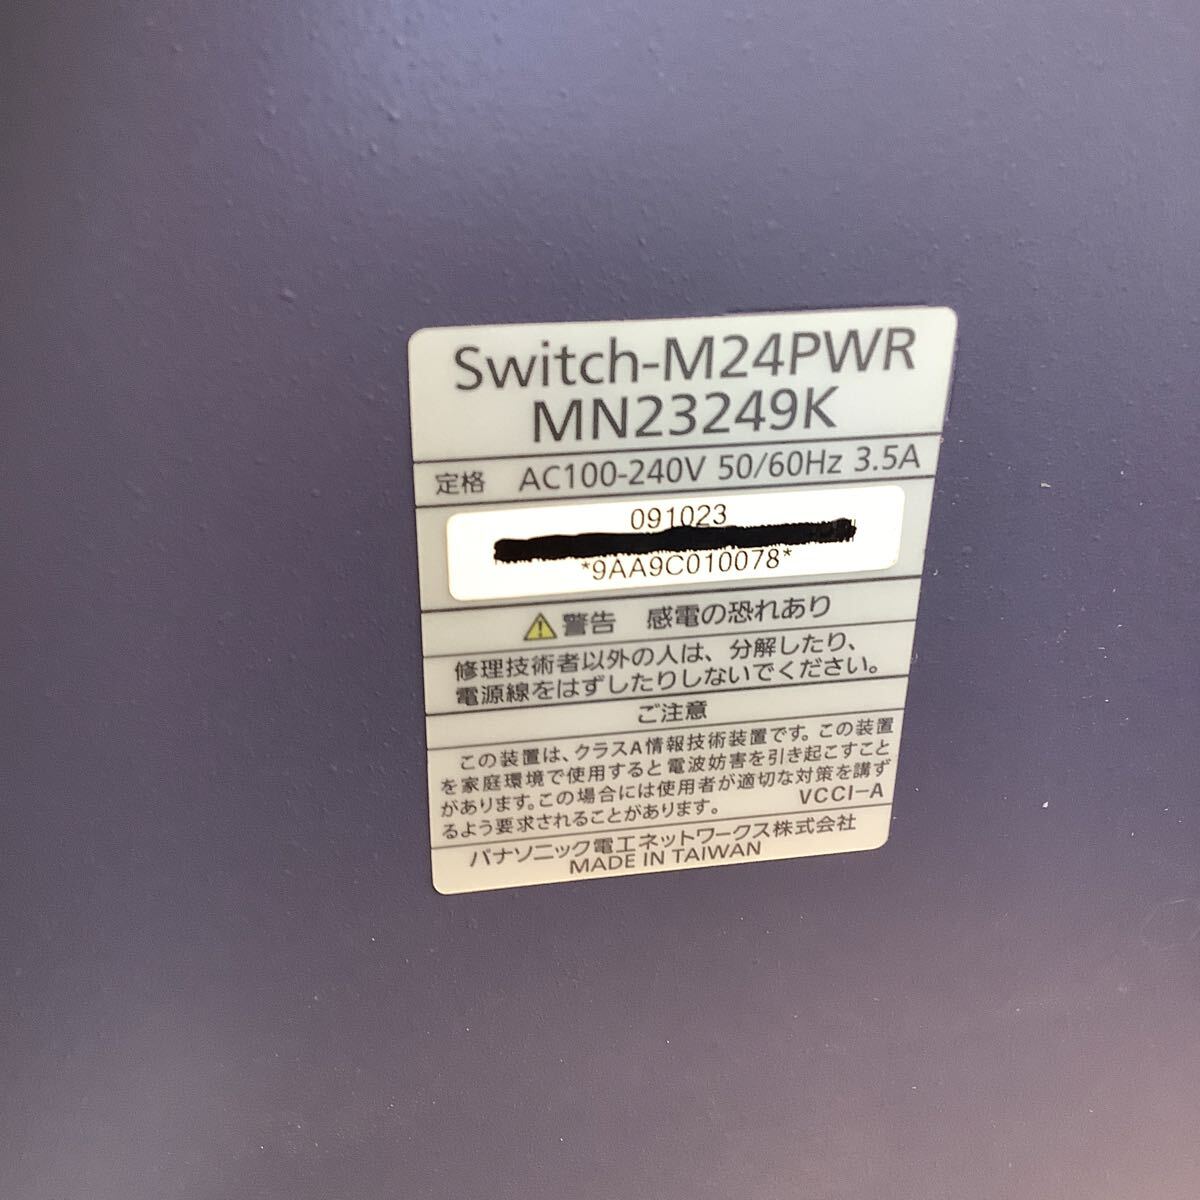 Switch-M24PWR
MN23249K
定格 AC100-240V 50/60Hz 3.5A
091023
*9AA9C010078*
警告 感電の恐れあり
修理技術者以外の人は、分解したり、
電源線をはずしたりしないでください。
ご注意
この装置は、クラスA情報技術装置です。この装置
を家庭環境で使用すると電波妨害を引き起こすこと
があります。この場合には使用者が適切な対策を講ず
るよう要求されることがあります。 VCCI-A
パナソニック電工ネットワークス株式会社
MADE IN TAIWAN